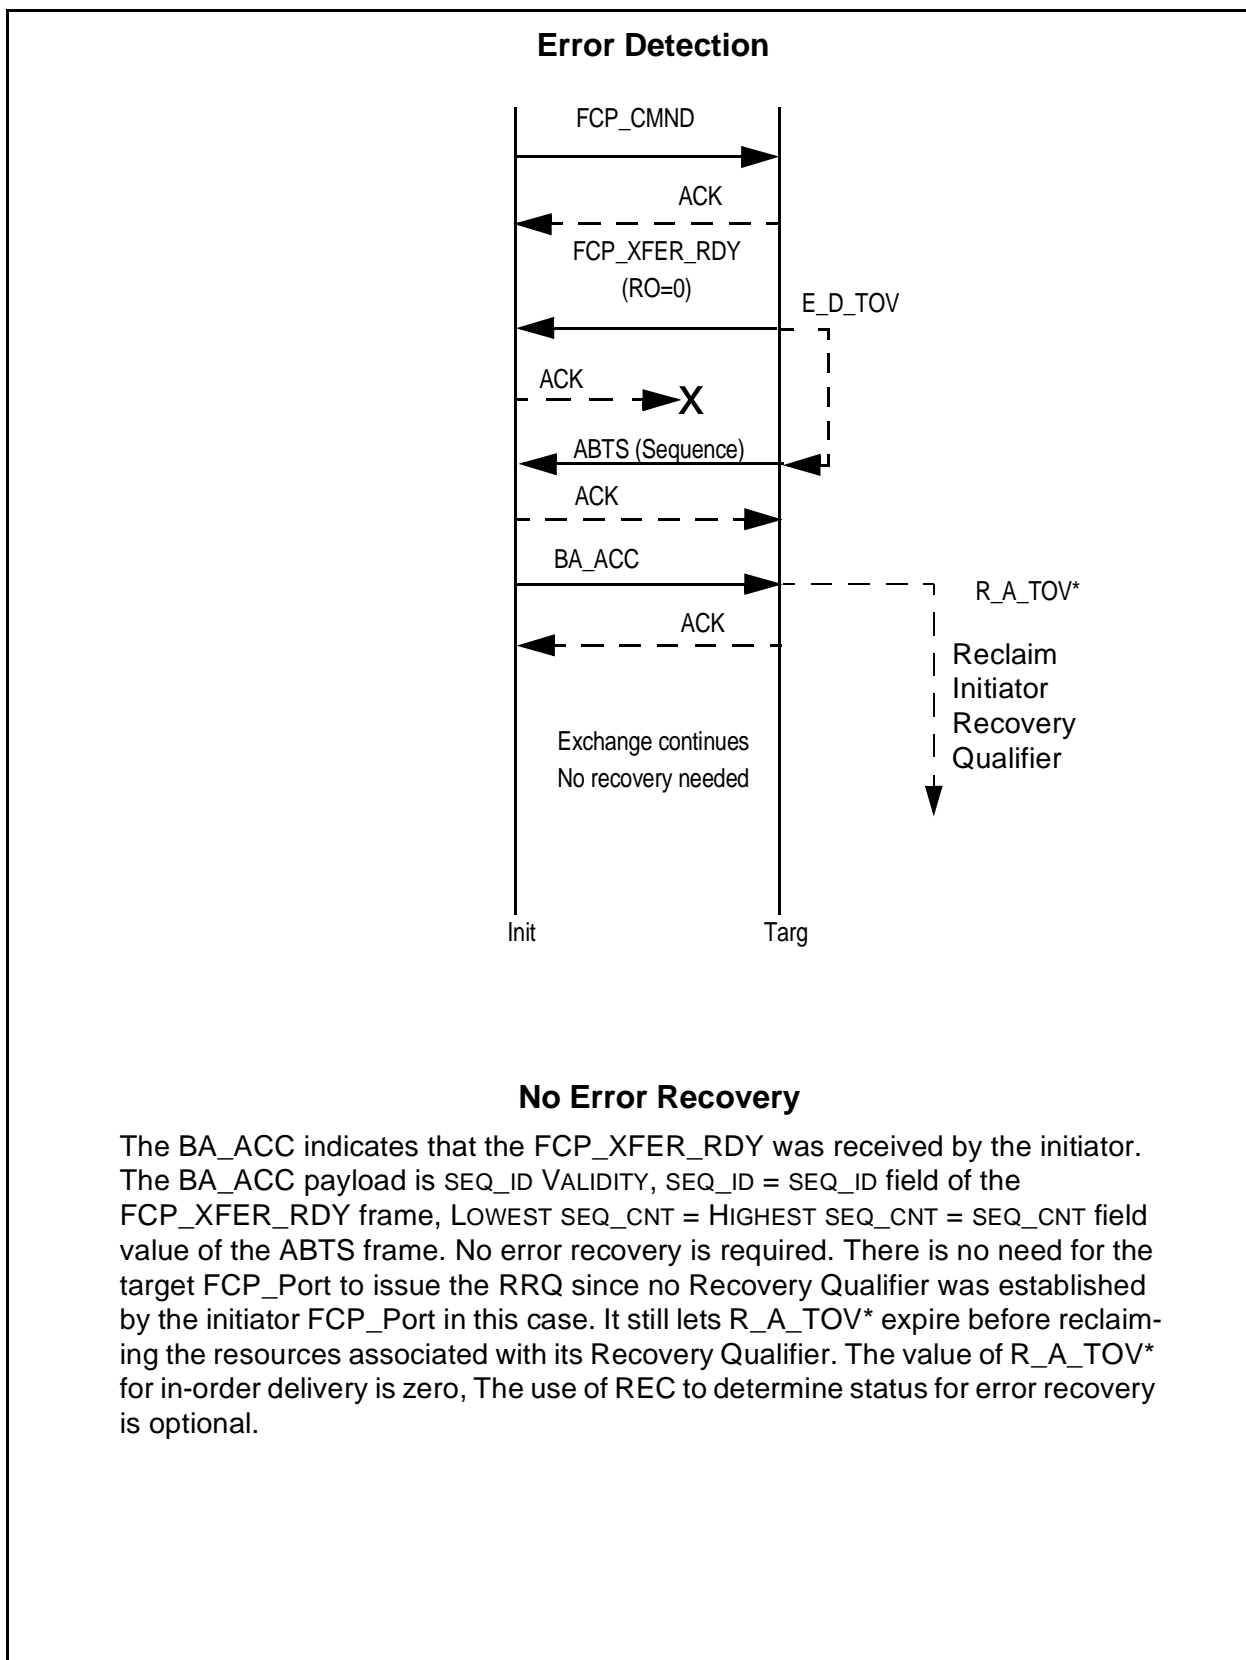 Error Detection
FCP_CMND
ACK
FCP_XFER_RDY
(RO=0)
E_D_TOV
ACK
X
ABTS (Sequence)
ACK
BA_ACC
R_A_TOV*
ACK
Reclaim
Initiator
Recovery
Qualifier
Exchange continues
No recovery needed
Init
Targ
No Error Recovery
The BA_ACC indicates that the FCP_XFER_RDY was received by the initiator.
The BA_ACC payload is SEQ_ID VALIDITY, SEQ_ID = SEQ_ID field of the
FCP_XFER_RDY frame, LOWEST SEQ_CNT = HIGHEST SEQ_CNT = SEQ_CNT field
value of the ABTS frame. No error recovery is required. There is no need for the
target FCP_Port to issue the RRQ since no Recovery Qualifier was established
by the initiator FCP_Port in this case. It still lets R_A_TOV* expire before reclaim-
ing the resources associated with its Recovery Qualifier. The value of R_A_TOV*
for in-order delivery is zero, The use of REC to determine status for error recovery
is optional.